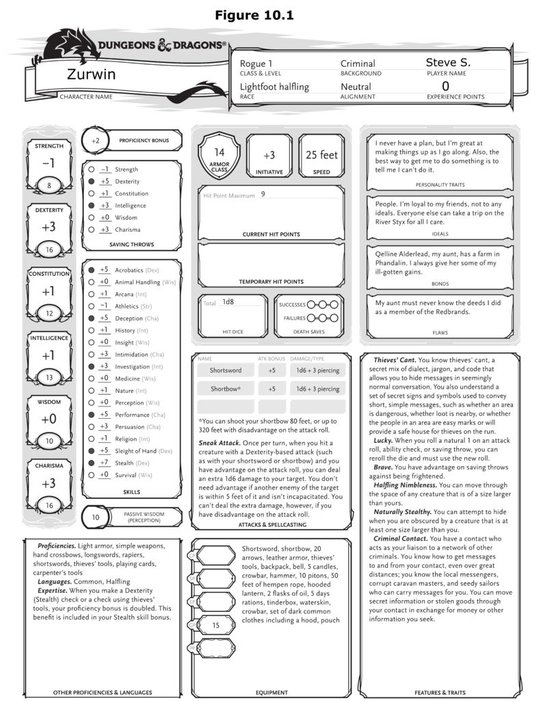 Figure 10.1
DUNGEONS & DRAGONS®
Zurwin
CHARACTER NAME
Rogue 1
CLASS & LEVEL
Criminal
BACKGROUND
Steve S.
PLAYER NAME
Lightfoot halfling
RACE
Neutral
ALIGNMENT
0
EXPERIENCE POINTS
STRENGTH
−1
8
DEXTERITY
+3
16
CONSTITUTION
+1
12
INTELLIGENCE
+1
13
WISDOM
+0
10
CHARISMA
+3
16
+2 PROFICIENCY BONUS
−1 Strength
+5 Dexterity
+1 Constitution
+3 Intelligence
+0 Wisdom
+3 Charisma
SAVING THROWS
+5 Acrobatics (Dex)
+0 Animal Handling (Wis)
+1 Arcana (Int)
−1 Athletics (Str)
+5 Deception (Cha)
+1 History (Int)
+0 Insight (Wis)
+3 Intimidation (Cha)
+3 Investigation (Int)
+0 Medicine (Wis)
+1 Nature (Int)
+0 Perception (Wis)
+5 Performance (Cha)
+3 Persuasion (Cha)
+1 Religion (Int)
+5 Sleight of Hand (Dex)
+7 Stealth (Dex)
+0 Survival (Wis)
SKILLS
10 PASSIVE WISDOM
(PERCEPTION)
Proficiencies. Light armor, simple weapons,
hand crossbows, longswords, rapiers,
shortswords, thieves' tools, playing cards,
carpenter's tools
Languages. Common, Halfling
Expertise. When you make a Dexterity
(Stealth) check or a check using thieves'
tools, your proficiency bonus is doubled. This
benefit is included in your Stealth skill bonus.
OTHER PROFICIENCIES & LANGUAGES
14
ARMOR
CLASS
+3
INITIATIVE
25 feet
SPEED
Hit Point Maximum 9
CURRENT HIT POINTS
TEMPORARY HIT POINTS
Total 1d8
HIT DICE
SUCCESSES
FAILURES
DEATH SAVES
NAME ATK BONUS DAMAGE/TYPE
Shortsword +5 1d6 + 3 piercing
Shortbow* +5 1d6 + 3 piercing
*You can shoot your shortbow 80 feet, or up to
320 feet with disadvantage on the attack roll.
Sneak Attack. Once per turn, when you hit a
creature with a Dexterity-based attack (such
as with your shortsword or shortbow) and you
have advantage on the attack roll, you can deal
an extra 1d6 damage to your target. You don't
need advantage if another enemy of the target
is within 5 feet of it and isn't incapacitated. You
can't deal the extra damage, however, if you
have disadvantage on the attack roll.
ATTACKS & SPELLCASTING
15
Shortsword, shortbow, 20
arrows, leather armor, thieves'
tools, backpack, bell, 5 candles,
crowbar, hammer, 10 pitons, 50
feet of hempen rope, hooded
lantern, 2 flasks of oil, 5 days
rations, tinderbox, waterskin,
crowbar, set of dark common
clothes including a hood, pouch
EQUIPMENT
I never have a plan, but I'm great at
making things up as I go along. Also, the
best way to get me to do something is to
tell me I can't do it.
PERSONALITY TRAITS
People. I'm loyal to my friends, not to any
ideals. Everyone else can take a trip on the
River Styx for all I care.
IDEALS
Qelline Alderlead, my aunt, has a farm in
Phandalin. I always give her some of my
ill-gotten gains.
BONDS
My aunt must never know the deeds I did
as a member of the Redbrands.
FLAWS
Thieves' Cant. You know thieves' cant, a
secret mix of dialect, jargon, and code that
allows you to hide messages in seemingly
normal conversation. You also understand a
set of secret signs and symbols used to convey
short, simple messages, such as whether an area
is dangerous, whether loot is nearby, or whether
the people in an area are easy marks or will
provide a safe house for thieves on the run.
Lucky. When you roll a natural 1 on an attack
roll, ability check, or saving throw, you can
reroll the die and must use the new roll.
Brave. You have advantage on saving throws
against being frightened.
Halfling Nimbleness. You can move through
the space of any creature that is of a size larger
than yours.
Naturally Stealthy. You can attempt to hide
when you are obscured by a creature that is at
least one size larger than you.
Criminal Contact. You have a contact who
acts as your liaison to a network of other
criminals. You know how to get messages
to and from your contact, even over great
distances; you know the local messengers,
corrupt caravan masters, and seedy sailors
who can carry messages for you. You can move
secret information or stolen goods through
your contact in exchange for money or other
information you seek.
FEATURES & TRAITS